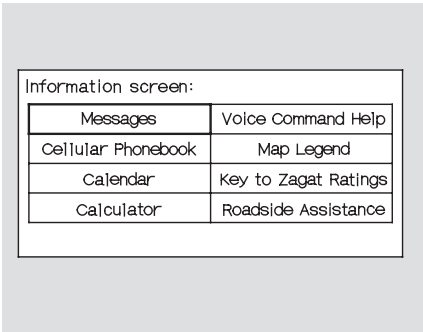 Information screen:
Messages Voice Command Help
Cellular Phonebook Map Legend
Calendar Key to Zagat Ratings
Calculator Roadside Assistance